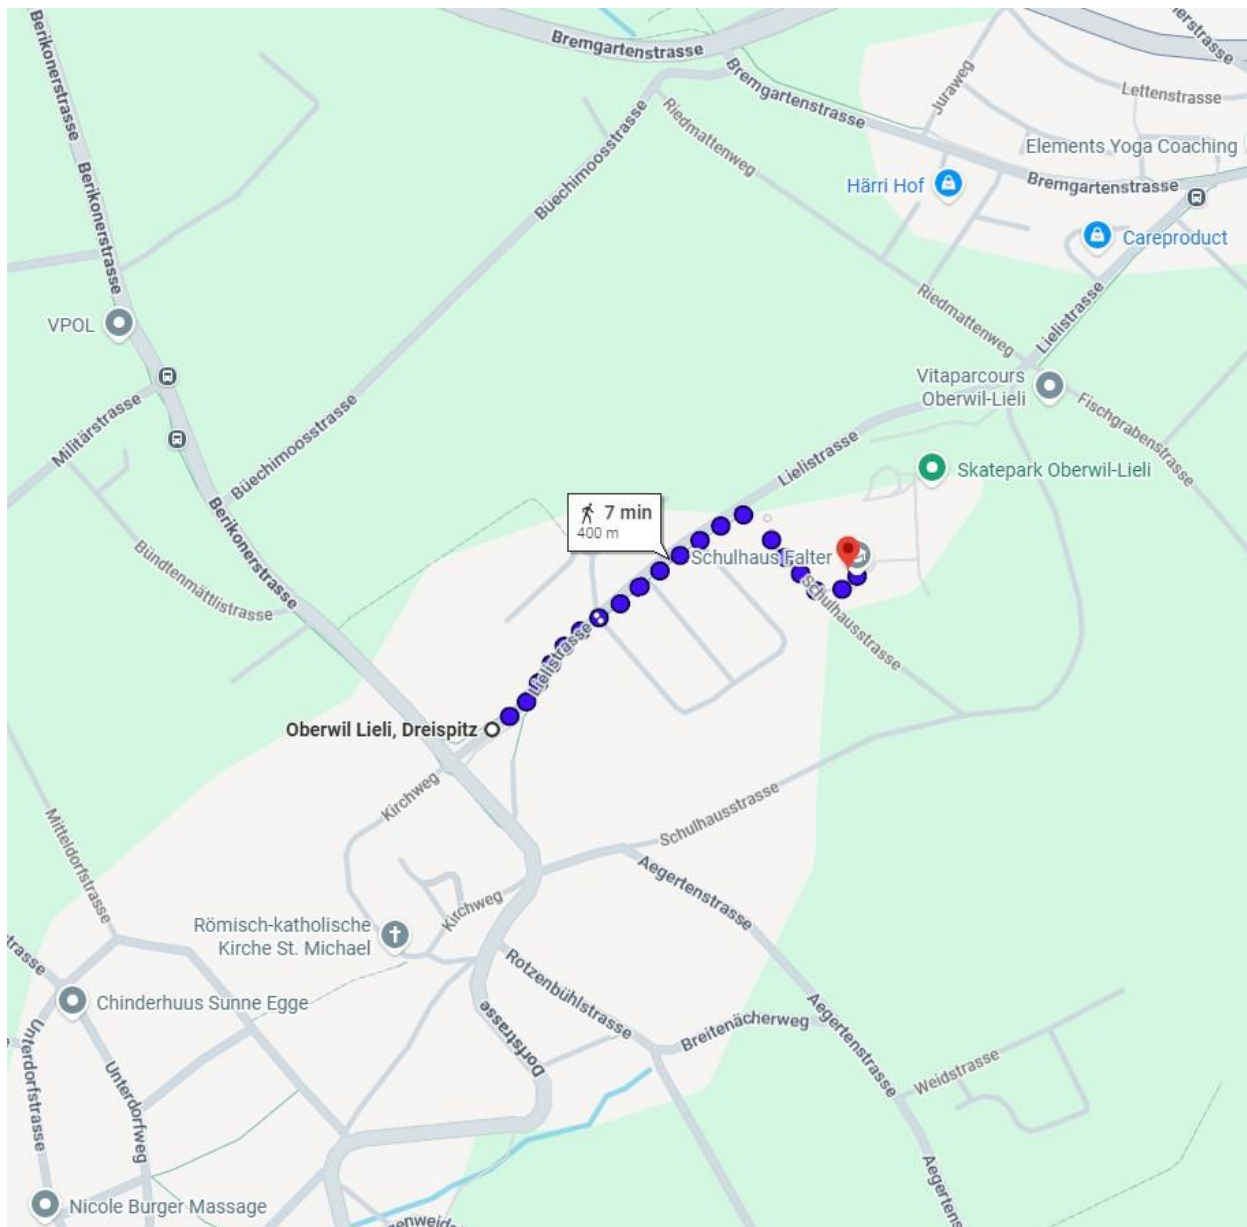 Berikonerstrasse
Bremgartenstrasse
Bremgartenstrasse
Juraweg
Lettenstrasse
Elements Yoga Coaching
Bremgartenstrasse
Härri Hof
Careproduct
Riedmattenweg
Büechimoosstrasse
Berikonerstrasse
VPOL
Riedmattenweg
Lielistrasse
Vitaparcours
Oberwil-Lieli
Fischgrabenstrasse
Militärstrasse
Büechimoosstrasse
Lielistrasse
Skatepark Oberwil-Lieli
7 min
400 m
Schulhaus Falter
Berikonerstrasse
Bündtenmättlistrasse
Schulhausstrasse
Lielistrasse
Oberwil Lieli, Dreispitz
Kirchweg
Schulhausstrasse
Mitteldorfstrasse
Aegertenstrasse
Kirchweg
Römisch-katholische
Kirche St. Michael
Rotzenbühlstrasse
Chinderhuus Sunne Egge
Dorfstrasse
Breitenächerweg
Aegertenstrasse
Unterdorfstrasse
Unterdorfweg
Weidstrasse
Nicole Burger Massage